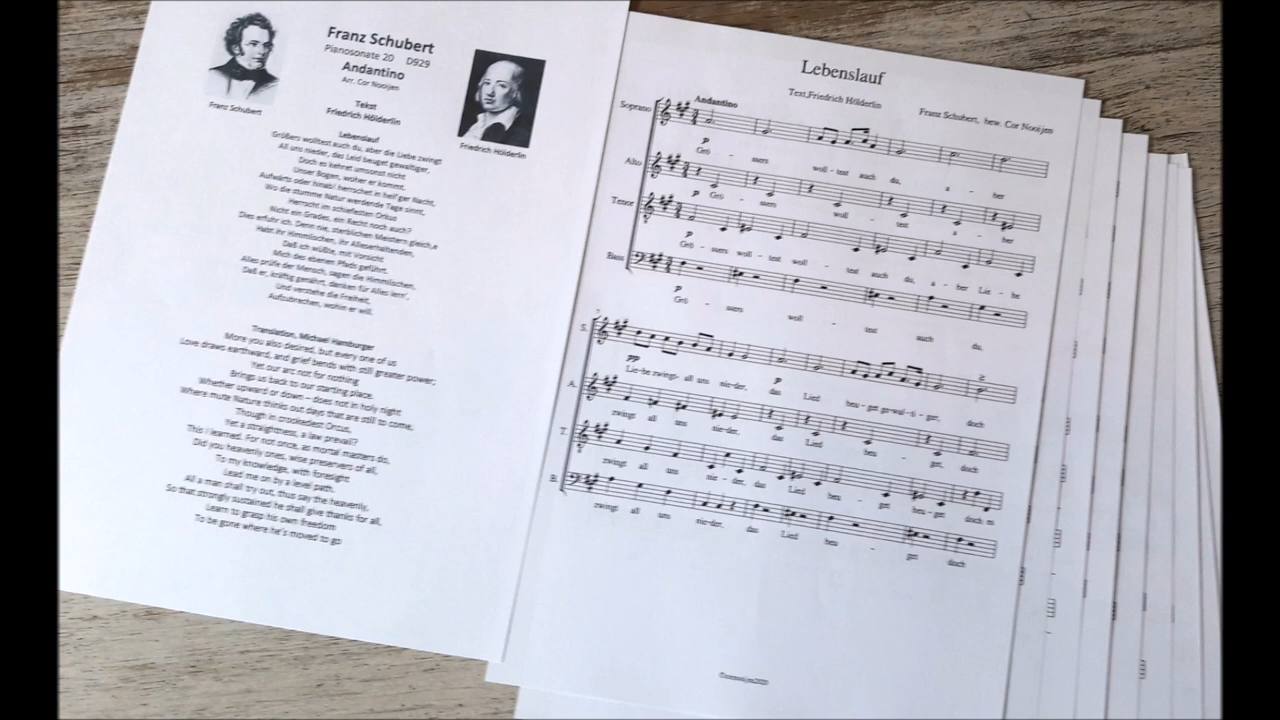 Franz Schubert
Pianosonate 20 D929
Andantino
Arr. Cor Nooijen
Franz Schubert
Friedrich Hölderlin
Tekst
Friedrich Hölderlin
Lebenslauf
Größers wolltest auch du, aber die Liebe zwingt
All uns nieder, das Leid beuget gewaltiger,
Doch es kehret umsonst nicht
Unser Bogen, woher er kommt.
Aufwärts oder hinab! herrschet in heil'ger Nacht,
Wo die stumme Natur werdende Tage sinnt,
Herrscht im schiefesten Orkus
Nicht ein Grades, ein Recht noch auch?
Dies erfuhr ich. Denn nie, sterblichen Meistern gleich,e
Habt ihr Himmlischen, ihr Alleserhaltenden,
Daß ich wüßte, mit Vorsicht
Mich des ebenen Pfads geführt.
Alles prüfe der Mensch, sagen die Himmlischen,
Daß er, kräftig genährt, danken für Alles lern',
Und verstehe die Freiheit,
Aufzubrechen, wohin er will.
Translation, Michael Hamburger
More you also desired, but every one of us
Love draws earthward, and grief bends with still greater power;
Yet our arc not for nothing
Brings us back to our starting place.
Whether upward or down – does not in holy night
Where mute Nature thinks out days that are still to come,
Though in crookedest Orcus,
Yet a straightness, a law prevail?
This I learned. For not once, as mortal masters do,
Did you heavenly ones, wise preservers of all,
To my knowledge, with foresight
Lead me on by a level path.
All a man shall try out, thus say the heavenly,
So that strongly sustained he shall give thanks for all,
Learn to grasp his own freedom
To be gone where he's moved to go
Lebenslauf
Text,Friedrich Hölderlin
Franz Schubert, bew. Cor Nooijen
Andantino
Soprano
p
Grö - ssers woll - test auch du, a - ber
Alto
p
Grö - ssers woll - test a - ber
Tenor
p
Grö - ssers woll - test woll - test auch du, a - ber Lie - be
Bass
p
Grö - ssers woll - test auch du,
S.
pp
p
Lie-be zwingt- all uns nie-der, das Lied beu - get ge-wal-ti - ger, doch
A.
zwingt all uns nie-der, das Lied beu - get, doch
T.
zwingt all uns nie - der, das Lied beu - get beu - get doch es
B.
zwingt all uns nie-der, das Lied beu - get doch